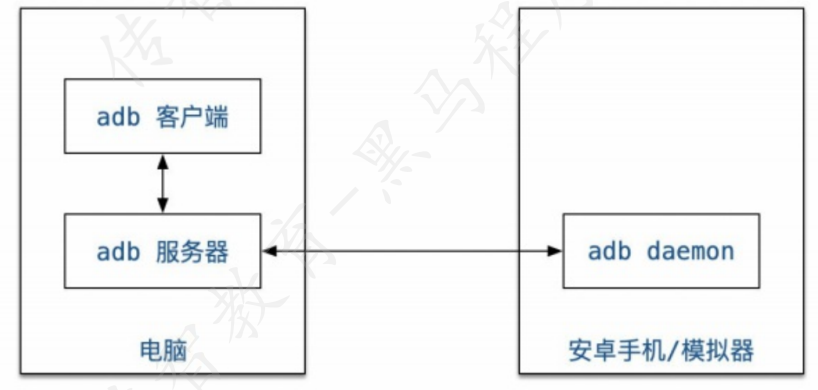 adb 客户端
adb 服务器
adb daemon
电脑
安卓手机/模拟器
传智教育-黑马程序